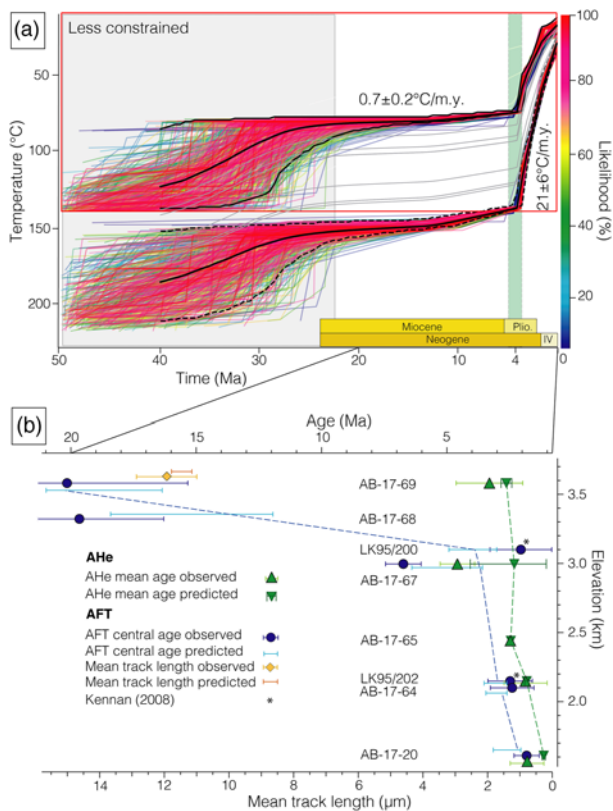 (a)
Less constrained
0.7±0.2°C/m.y.
21±6°C/m.y.
50
100
150
200
Temperature (°C)
100
80
60
40
20
Likelihood (%)
Miocene
Plio.
Neogene
IV
50 40 30 20 10 4 0
Time (Ma)
(b)
Age (Ma)
20 16 12 8 4
AB-17-69
AB-17-68
LK95/200
*
AB-17-67
AB-17-65
LK95/202
*
AB-17-64
AB-17-20
AHe
AHe mean age observed
AHe mean age predicted
AFT
AFT central age observed
AFT central age predicted
Mean track length observed
Mean track length predicted
Kennan (2008) *
3.5
3.0
2.5
2.0
Elevation (km)
14 12 10 8 6 4 2 0
Mean track length (μm)